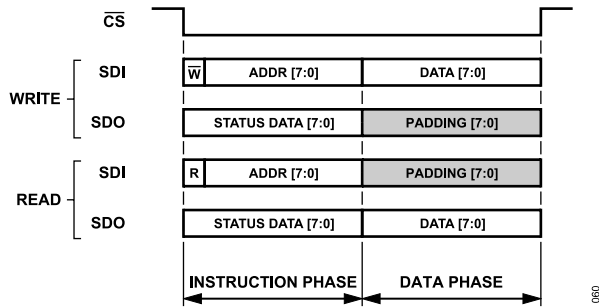 CS
SDI W ADDR [7:0] DATA [7:0]
WRITE
SDO STATUS DATA [7:0] PADDING [7:0]
SDI R ADDR [7:0] PADDING [7:0]
READ
SDO STATUS DATA [7:0] DATA [7:0]
INSTRUCTION PHASE DATA PHASE
060